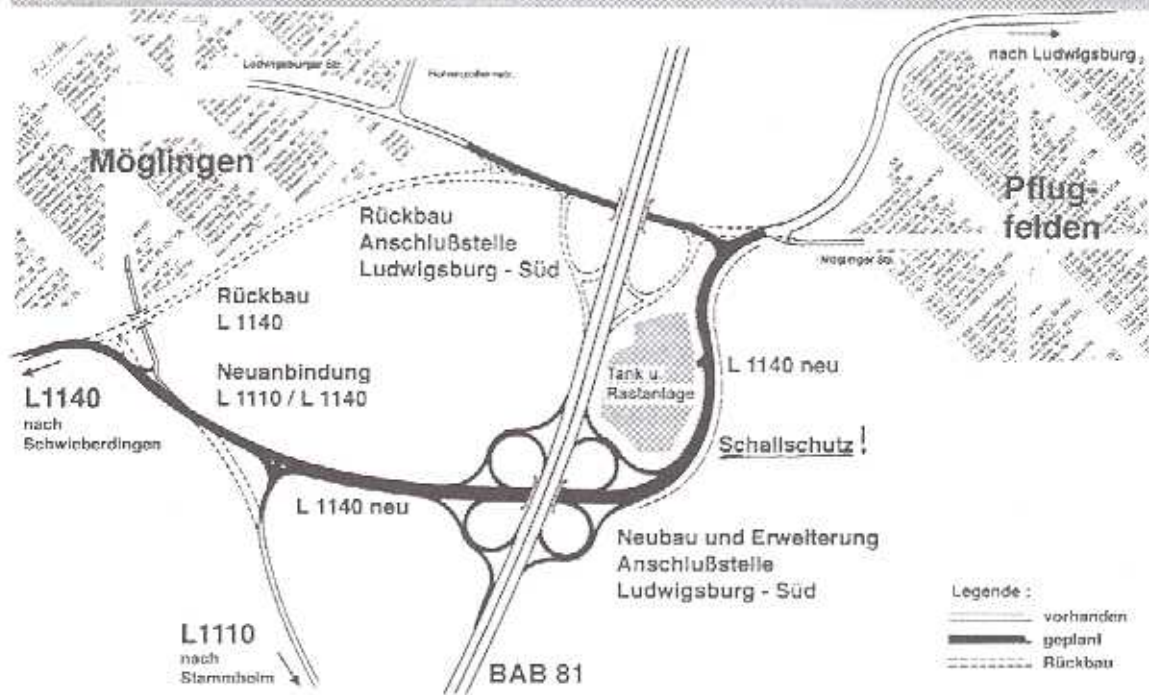 Ludwigsburger Str.
nach Ludwigsburg
Möglingen
Pflug-
felden
Möglinger Str.
Rückbau
Anschlußstelle
Ludwigsburg - Süd
Rückbau
L 1140
Neuanbindung
L 1110 / L 1140
L1140
nach
Schwieberdingen
Tank u.
Rastanlage
L 1140 neu
Schallschutz !
L 1140 neu
Neubau und Erweiterung
Anschlußstelle
Ludwigsburg - Süd
L1110
nach
Stammheim
BAB 81
Legende :
vorhanden
geplant
Rückbau